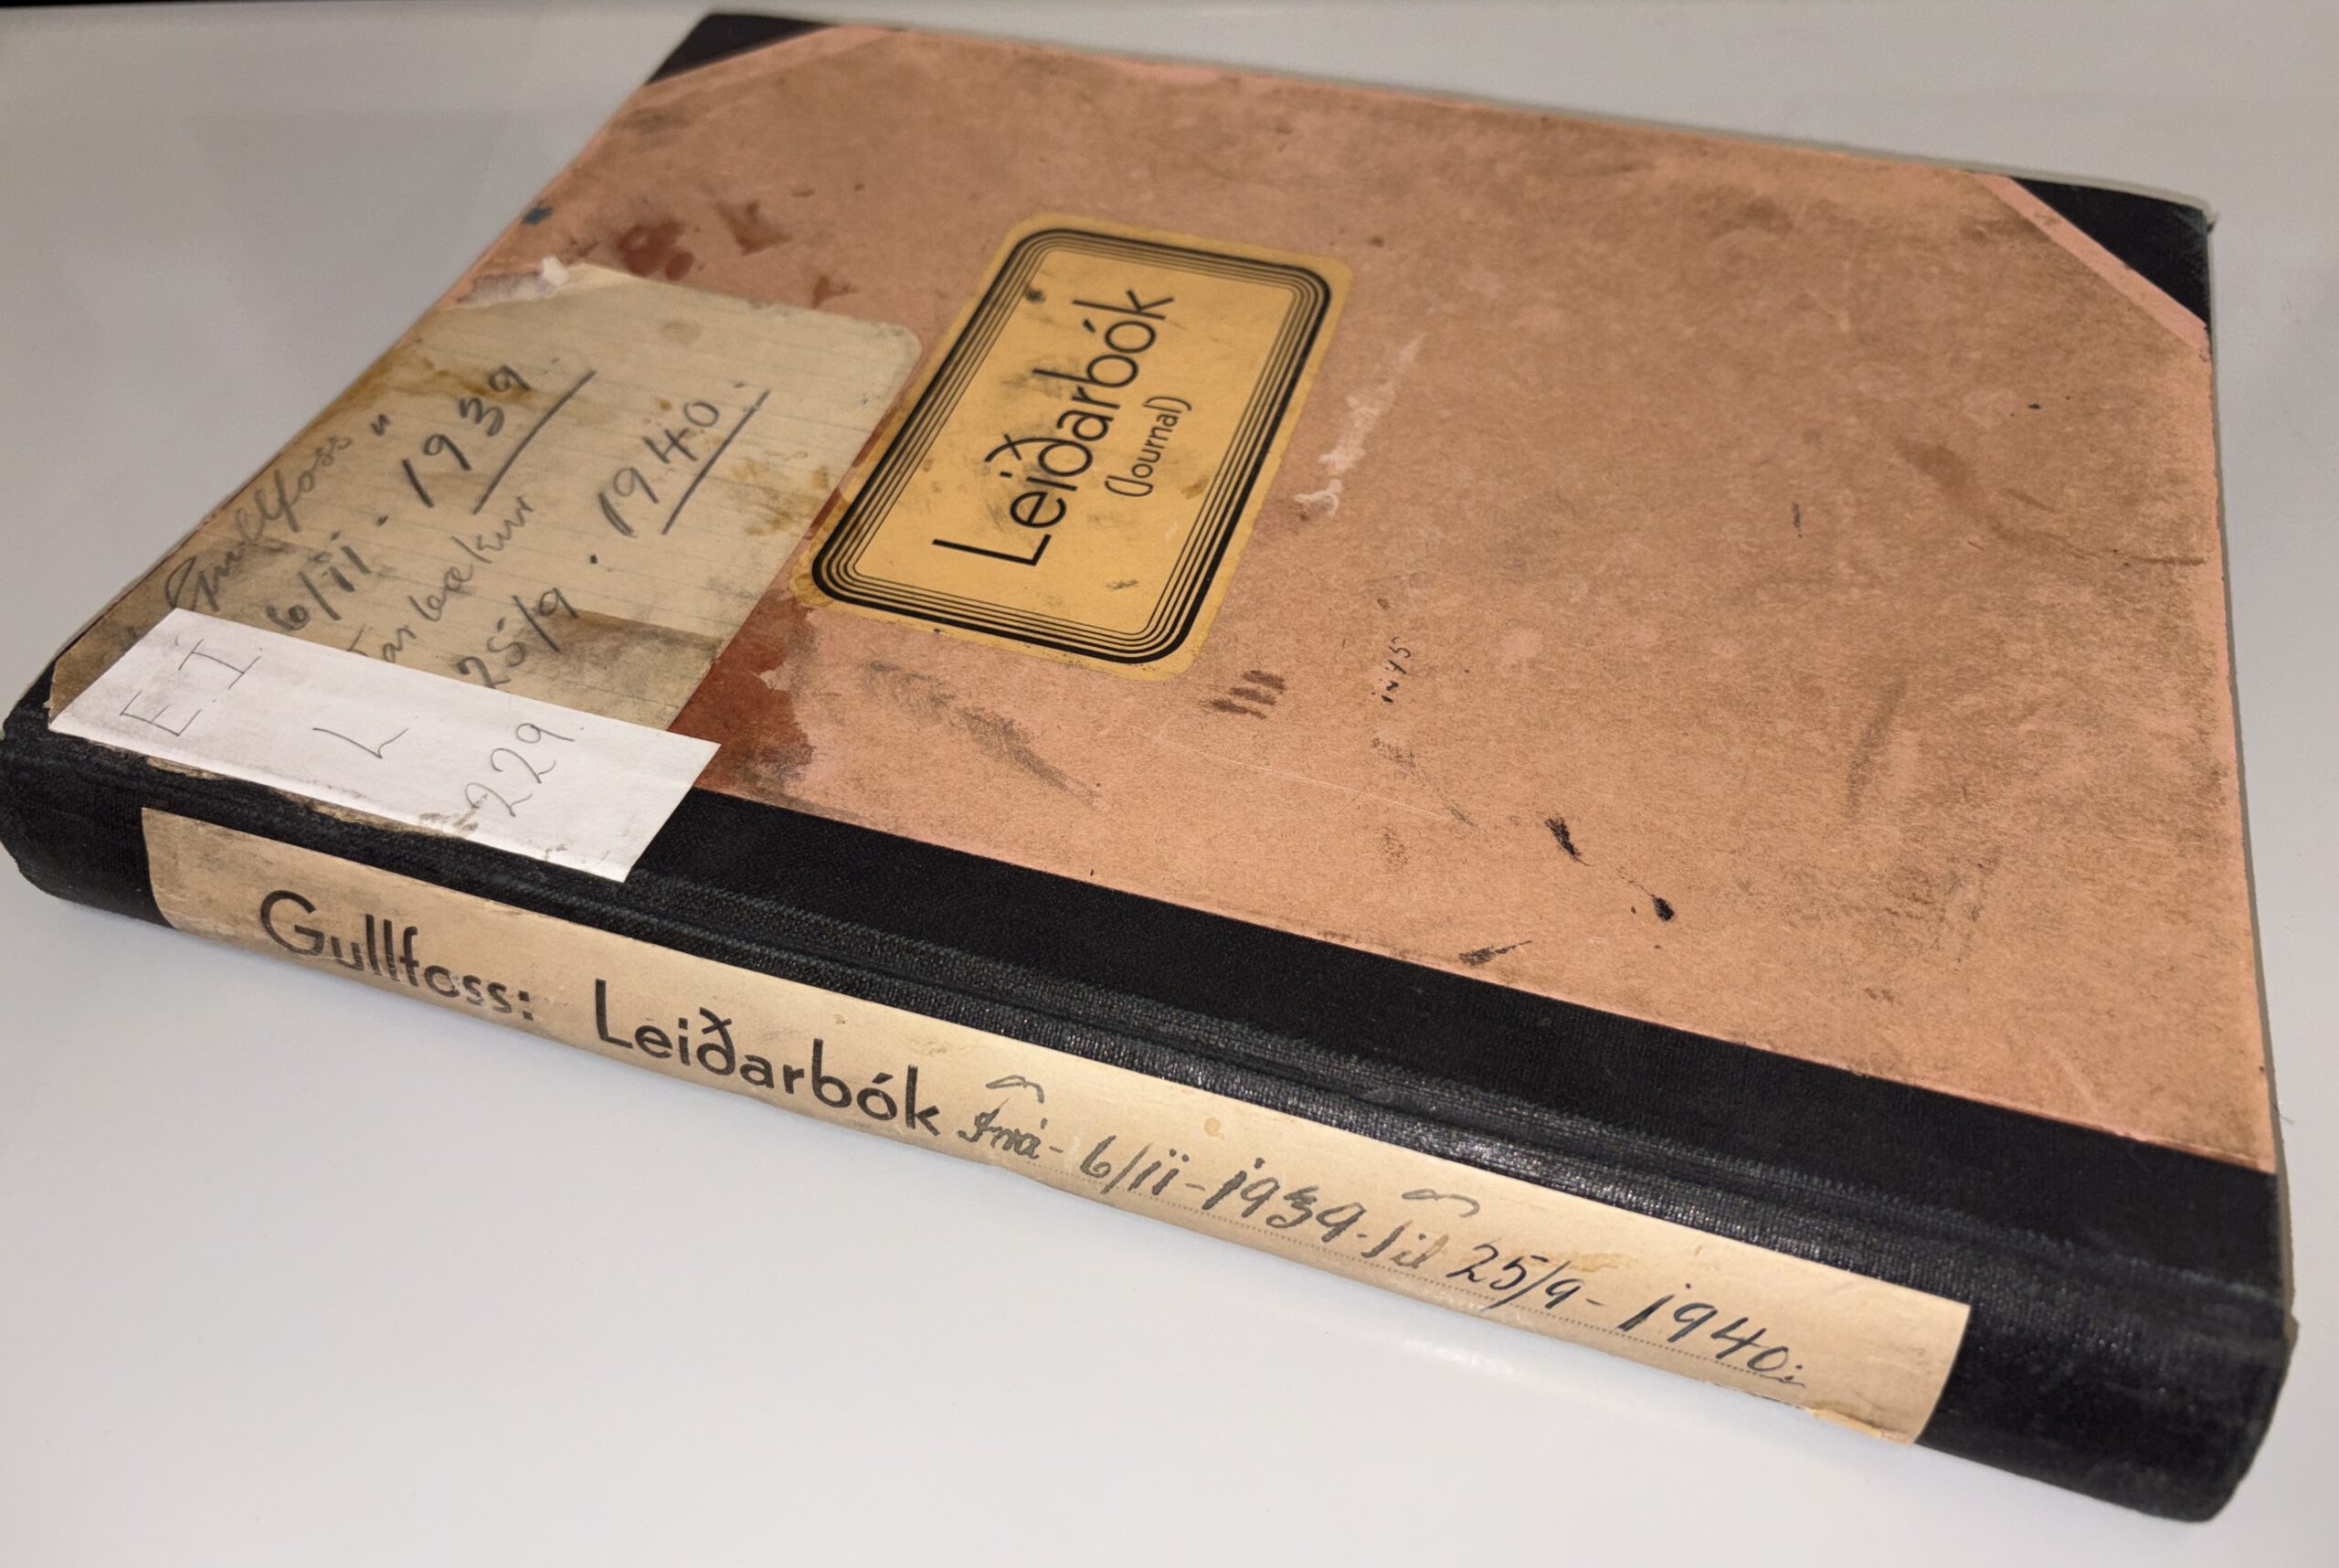 Leiðarbók
(Journal)
"Gullfoss"
6/11 . 1939
25/9 . 1940.
E.I.
L
229.
Gullfoss: Leiðarbók Frá - 6/11 - 1939. Til 25/9 - 1940.